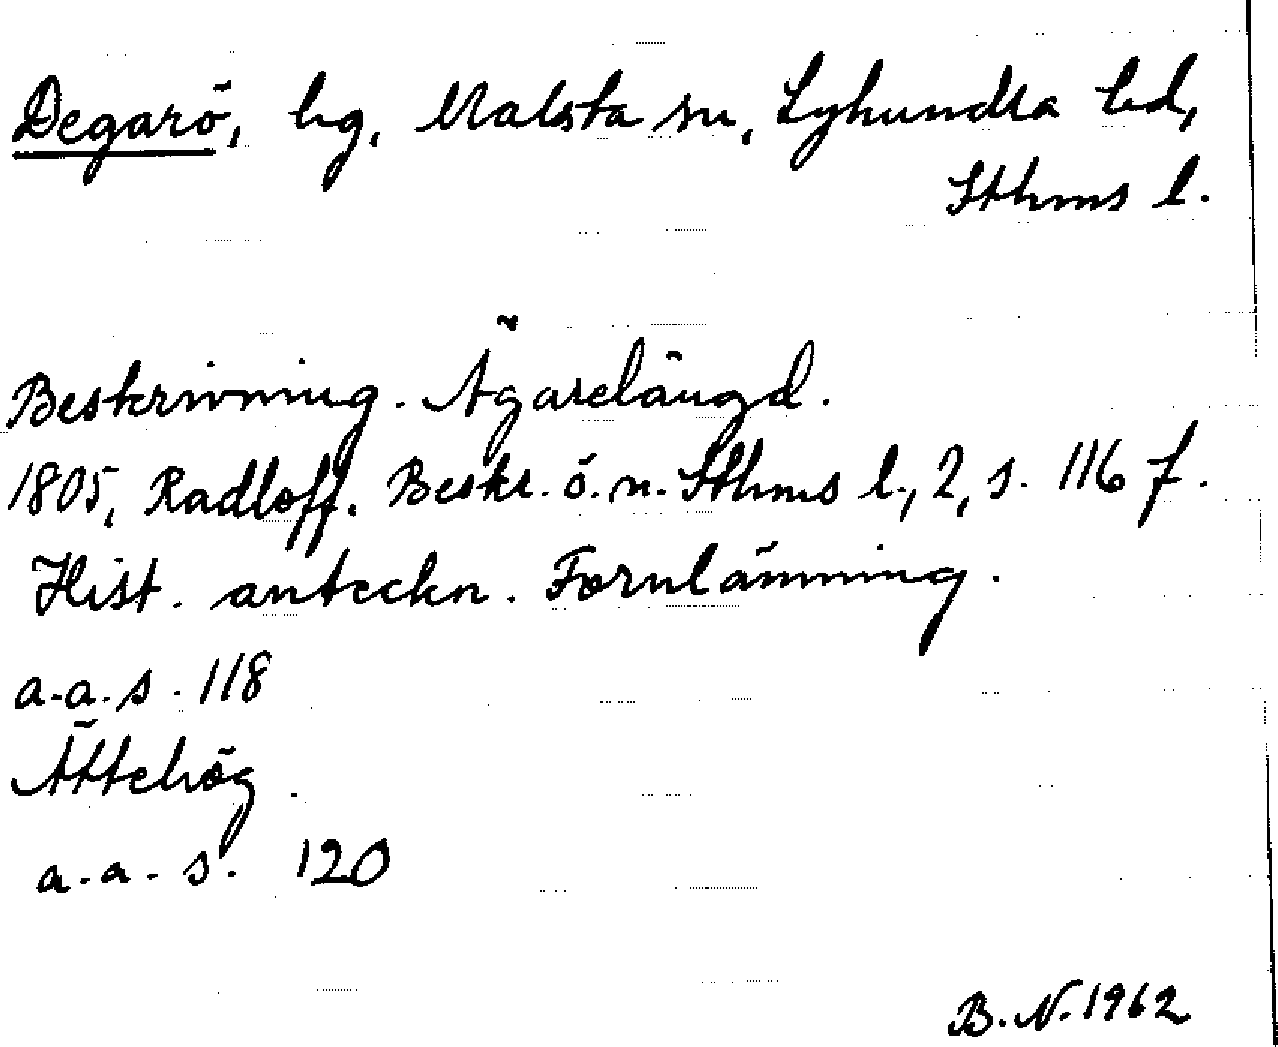 Degarö, hg, Malsta sn, Lyhundra hd,
Sthms l.
Beskrivning. Ägarelängd.
1805, Radloff. Beskr. ö. n. Sthms l., 2, s. 116 f.
Hist. anteckn. Fornlämning.
a.a.s. 118
Ättehög.
a.a.s. 120
B.N. 1962